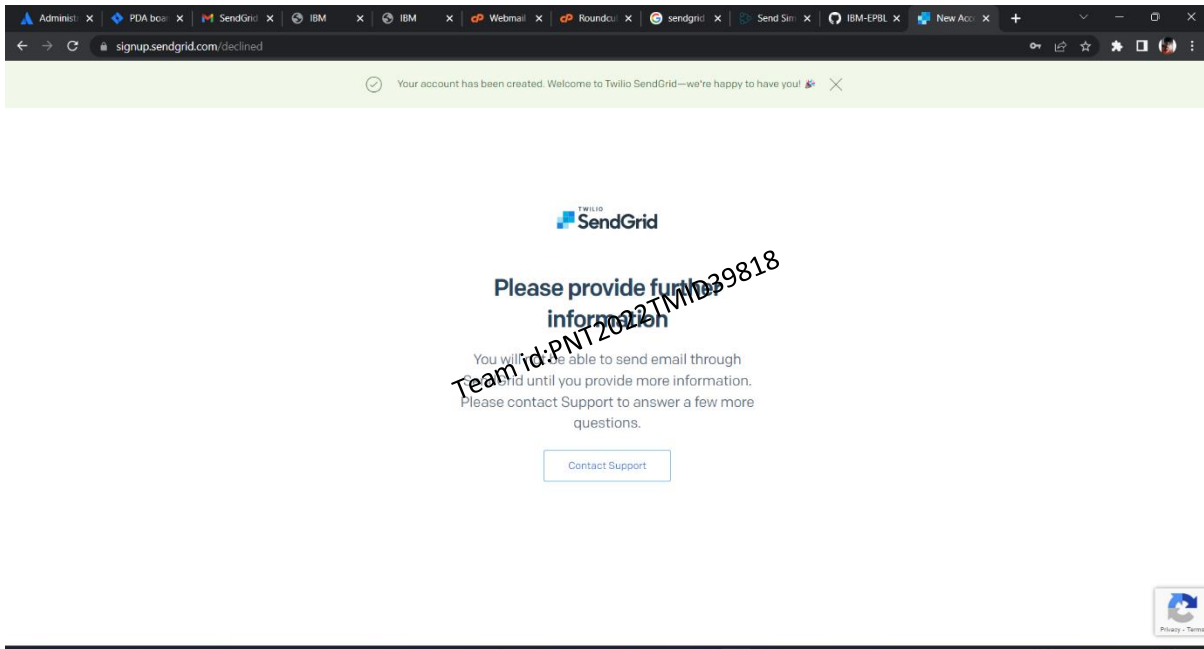 Administ
PDA boar
SendGrid
IBM
IBM
Webmail
Roundcu
sendgrid
Send Sim
IBM-EPBL
New Acc
signup.sendgrid.com/declined
Your account has been created. Welcome to Twilio SendGrid—we're happy to have you! 🎉
TWILIO
SendGrid
Please provide further
information
Team id:PNT2022TMID39818
You will not be able to send email through
SendGrid until you provide more information.
Please contact Support to answer a few more
questions.
Contact Support
Privacy - Terms